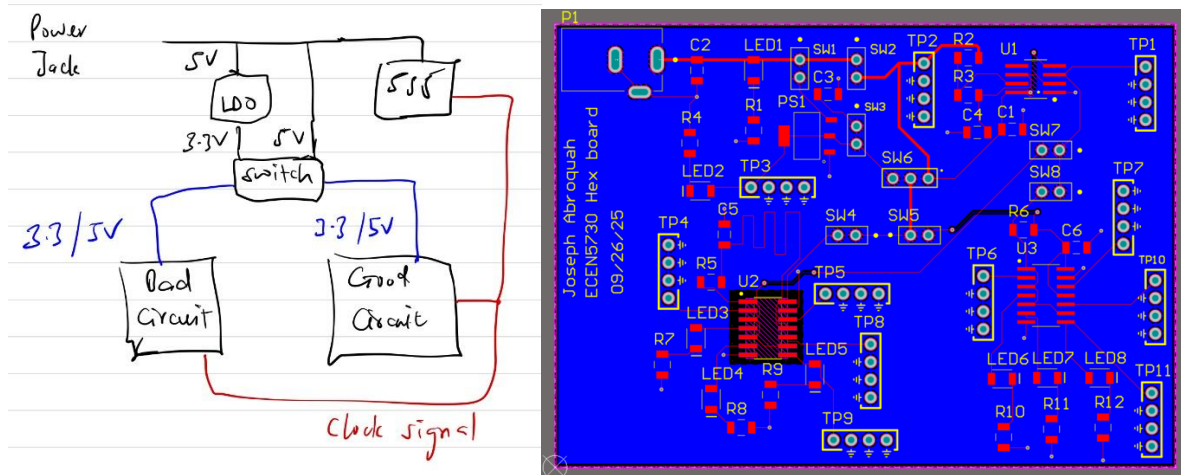 Power
Jack
5V
LDO
555
3.3V
5V
Switch
3.3/5V
3.3/5V
Bad
Circuit
Good
Circuit
Clock signal
P1
C2
LED1
SW1
SW2
TP2
R2
U1
TP1
R3
C3
PS1
R1
SW3
C4
C1
R4
SW7
SW6
SW8
TP7
LED2
TP3
Joseph Abroquah
ECEN5730 Hex board
09/26/25
TP4
C5
SW4
SW5
R6
C6
U3
R5
U2
TP5
TP6
TP10
LED3
TP8
R7
LED5
LED4
R9
LED6
LED7
LED8
TP11
R8
TP9
R10
R11
R12